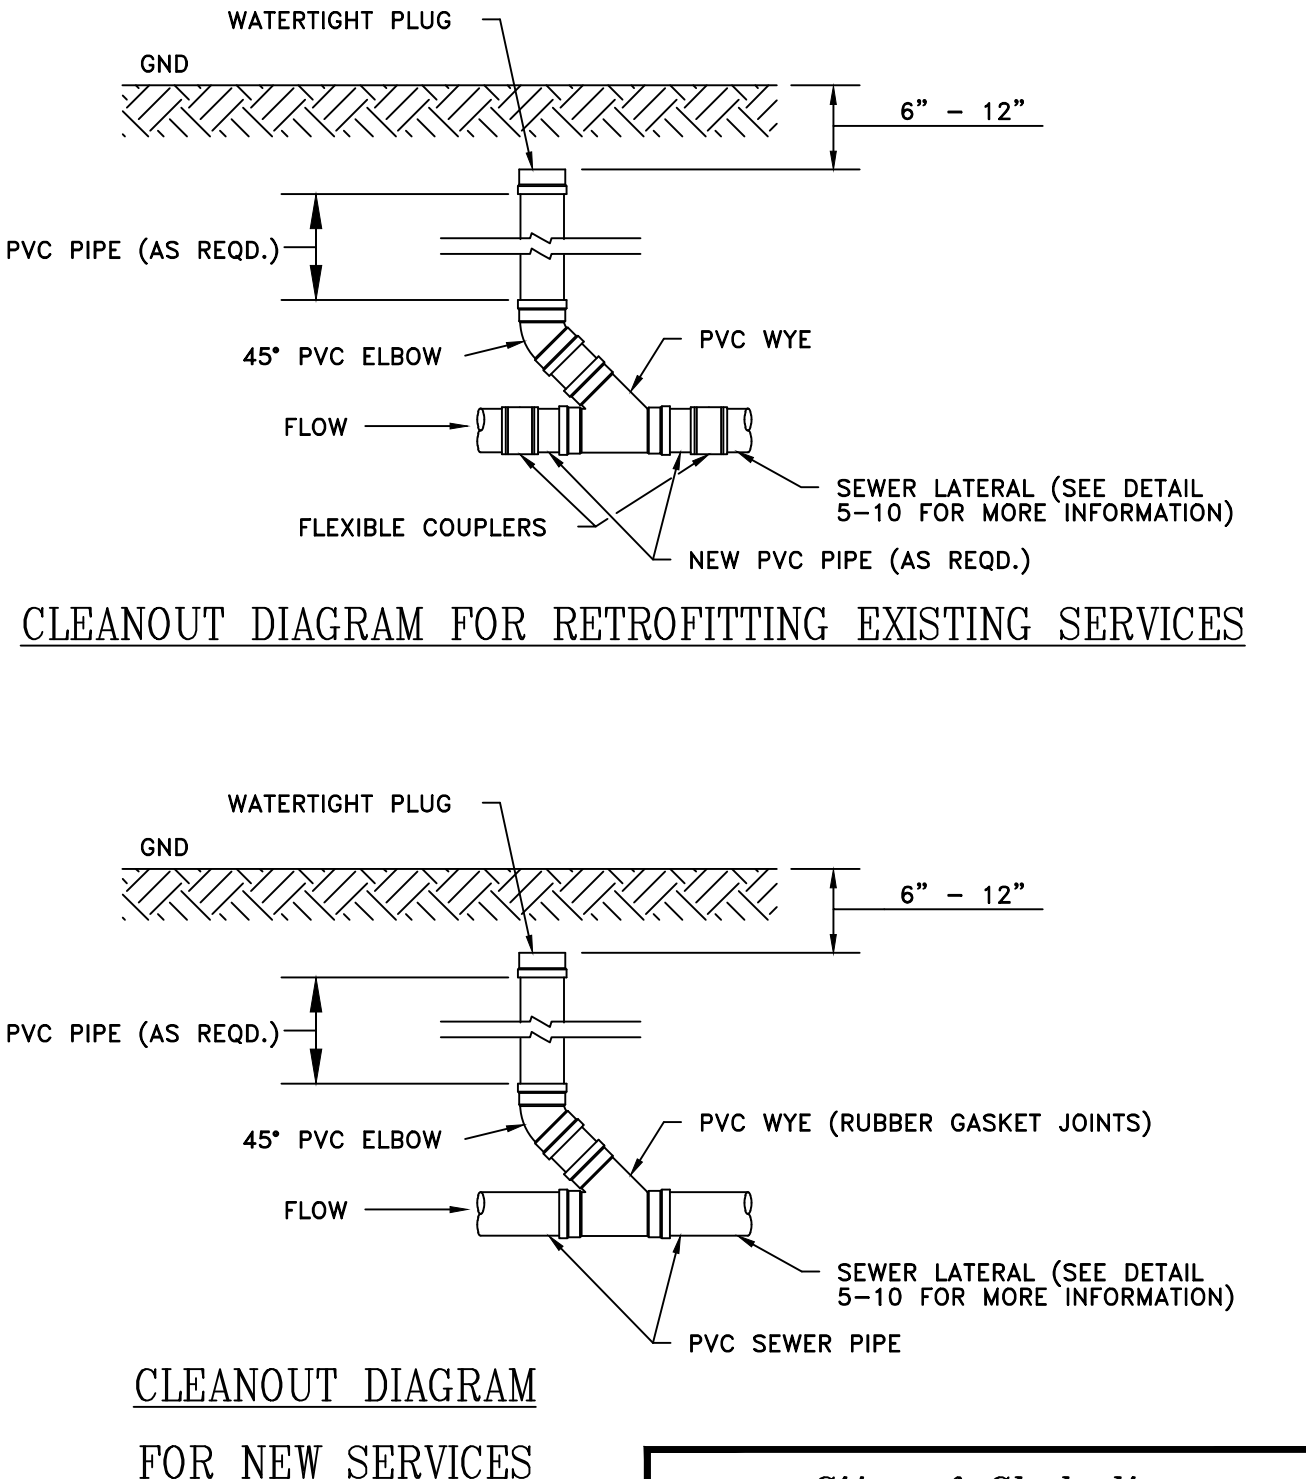 WATERTIGHT PLUG
GND
6" - 12"
PVC PIPE (AS REQD.)
45° PVC ELBOW
PVC WYE
FLOW
SEWER LATERAL (SEE DETAIL
5-10 FOR MORE INFORMATION)
FLEXIBLE COUPLERS
NEW PVC PIPE (AS REQD.)
CLEANOUT DIAGRAM FOR RETROFITTING EXISTING SERVICES
WATERTIGHT PLUG
GND
6" - 12"
PVC PIPE (AS REQD.)
45° PVC ELBOW
PVC WYE (RUBBER GASKET JOINTS)
FLOW
SEWER LATERAL (SEE DETAIL
5-10 FOR MORE INFORMATION)
PVC SEWER PIPE
CLEANOUT DIAGRAM
FOR NEW SERVICES